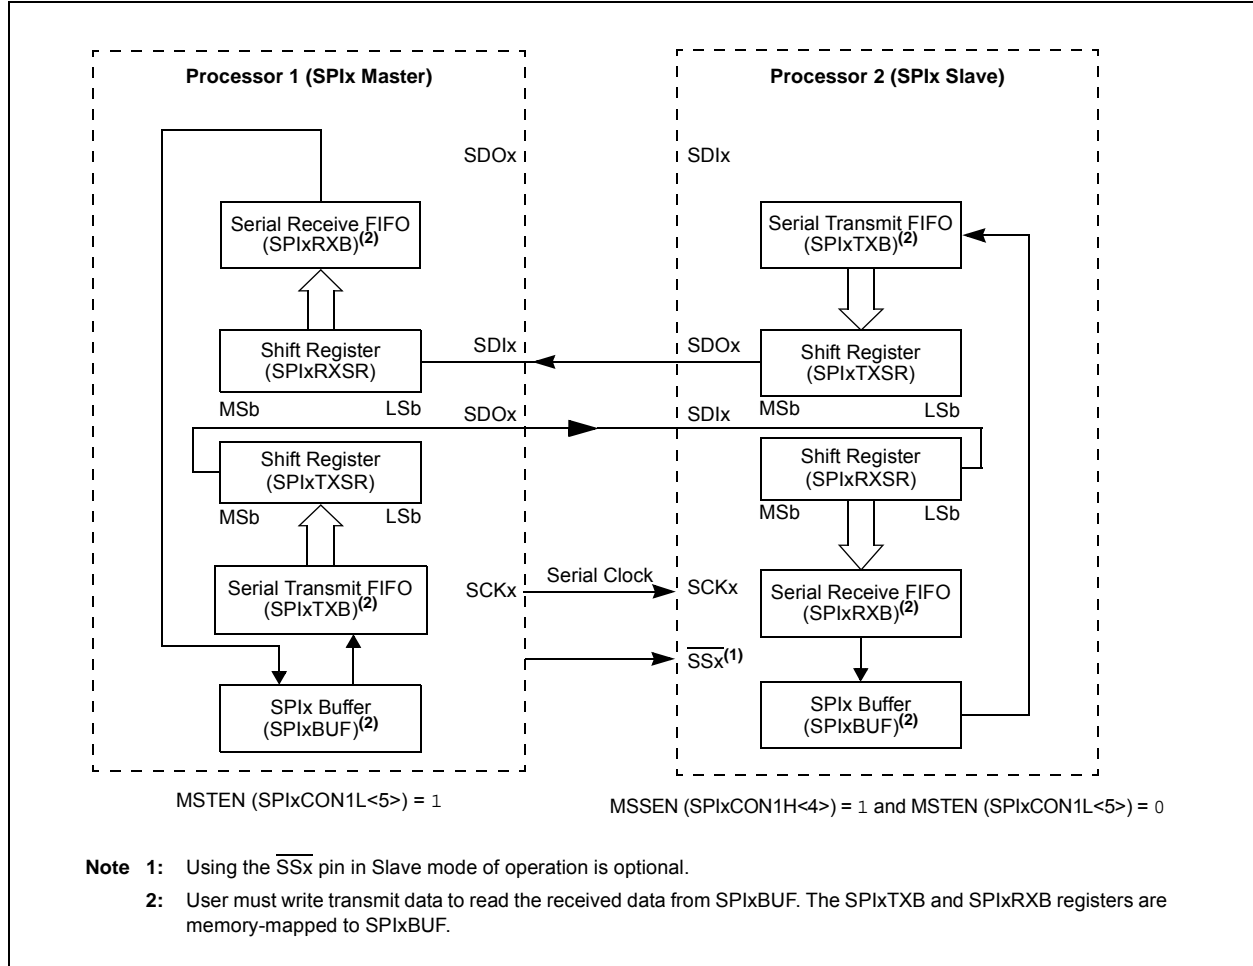 Processor 1 (SPIx Master)
SDOx
Serial Receive FIFO
(SPIxRXB)(2)
Shift Register
(SPIxRXSR)
MSb
LSb
SDIx
SDOx
Shift Register
(SPIxTXSR)
MSb
LSb
Serial Transmit FIFO
(SPIxTXB)(2)
SCKx
Serial Clock
SPIx Buffer
(SPIxBUF)(2)
MSTEN (SPIxCON1L<5>) = 1
Processor 2 (SPIx Slave)
SDIx
Serial Transmit FIFO
(SPIxTXB)(2)
SDOx
Shift Register
(SPIxTXSR)
MSb
LSb
SDIx
Shift Register
(SPIxRXSR)
MSb
LSb
SCKx
Serial Receive FIFO
(SPIxRXB)(2)
SSx(1)
SPIx Buffer
(SPIxBUF)(2)
MSSEN (SPIxCON1H<4>) = 1 and MSTEN (SPIxCON1L<5>) = 0
Note 1: Using the SSx pin in Slave mode of operation is optional.
2: User must write transmit data to read the received data from SPIxBUF. The SPIxTXB and SPIxRXB registers are
memory-mapped to SPIxBUF.